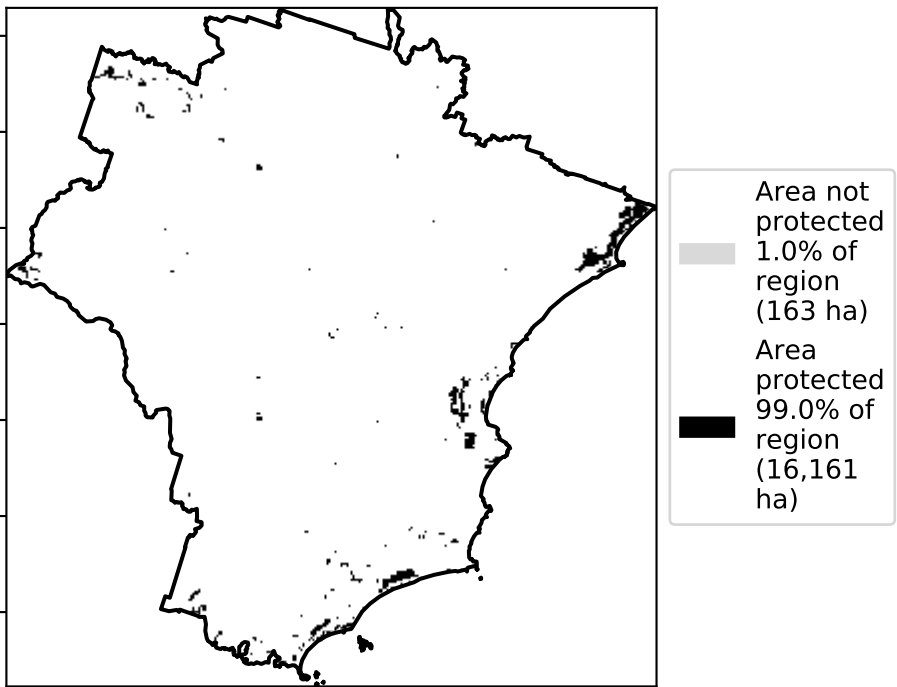 Area not
protected
1.0% of
region
(163 ha)
Area
protected
99.0% of
region
(16,161
ha)